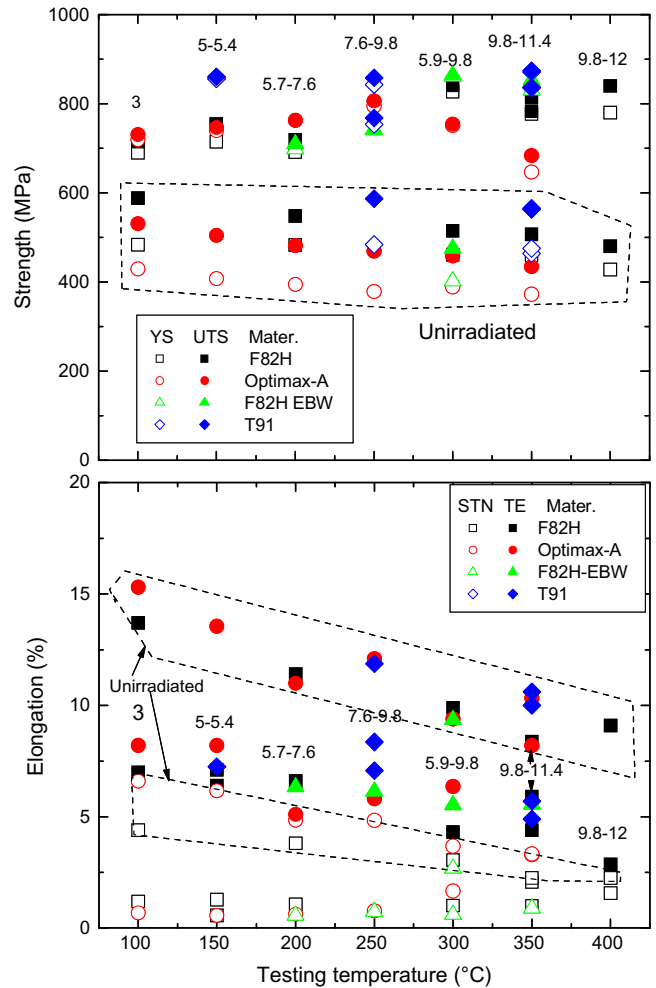 1000
800
600
400
200
0
Strength (MPa)
3
5-5.4
5.7-7.6
7.6-9.8
5.9-9.8
9.8-11.4
9.8-12
Unirradiated
YS UTS Mater.
F82H
Optimax-A
F82H EBW
T91
20
15
10
5
0
Elongation (%)
STN TE Mater.
F82H
Optimax-A
F82H-EBW
T91
Unirradiated
3
5-5.4
5.7-7.6
7.6-9.8
5.9-9.8
9.8-11.4
9.8-12
100 150 200 250 300 350 400
Testing temperature (°C)